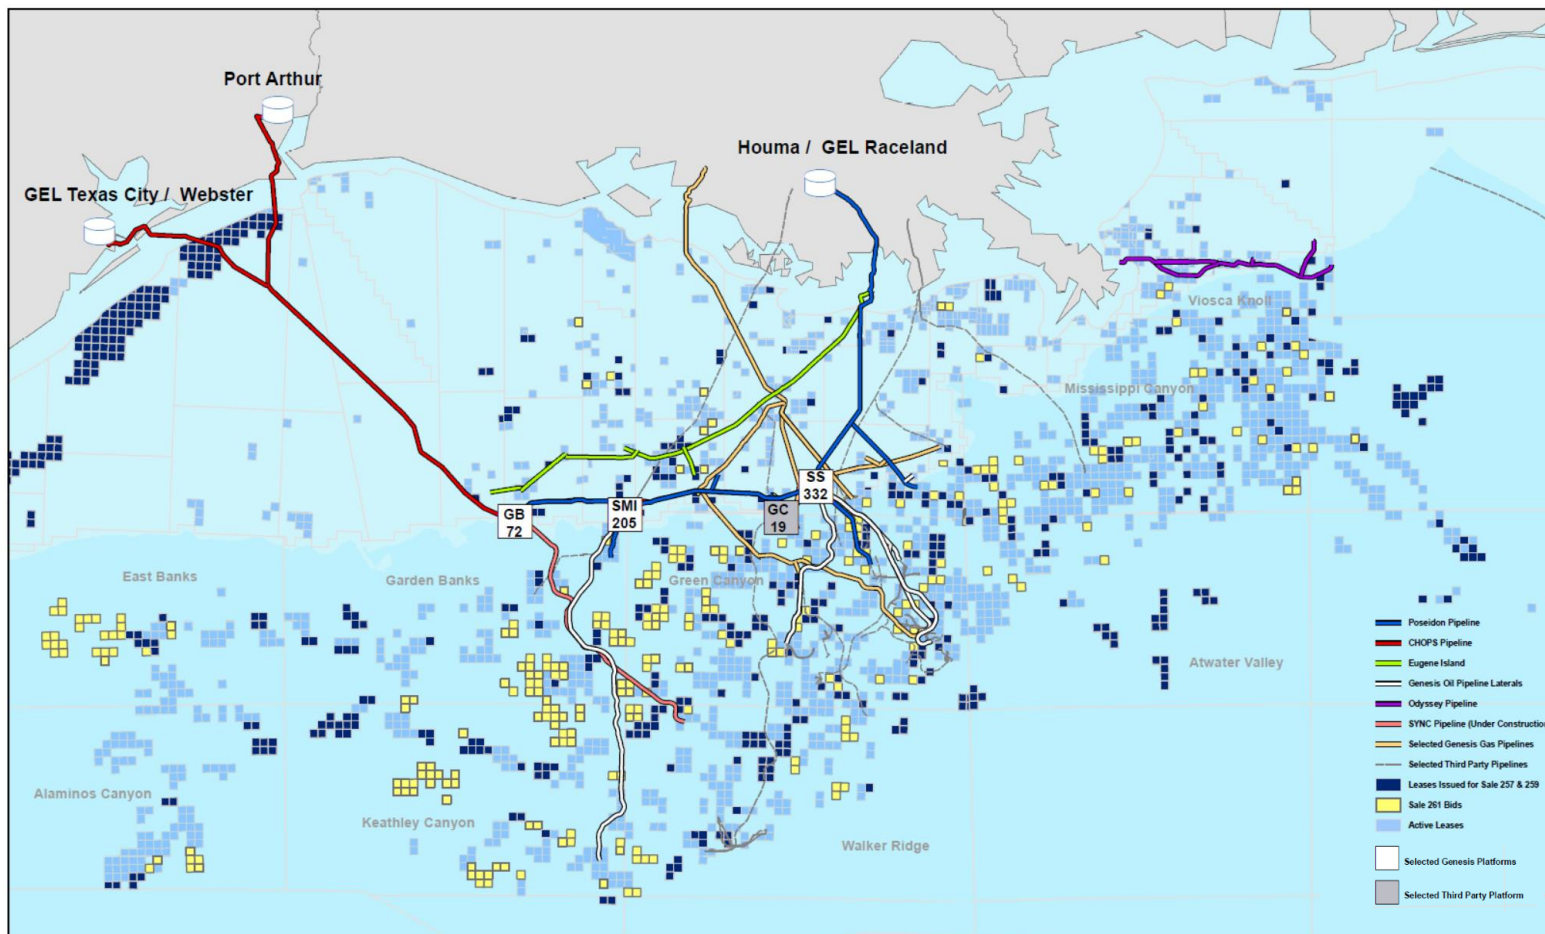 Port Arthur
Houma / GEL Raceland
GEL Texas City / Webster
Viosca Knoll
Mississippi Canyon
SS
332
SMI
205
GC
19
GB
72
East Banks
Garden Banks
Green Canyon
Atwater Valley
Alaminos Canyon
Keathley Canyon
Walker Ridge
Poseidon Pipeline
CHOPS Pipeline
Eugene Island
Genesis Oil Pipeline Laterals
Odyssey Pipeline
SYNC Pipeline (Under Construction
Selected Genesis Gas Pipelines
Selected Third Party Pipelines
Leases Issued for Sale 257 & 259
Sale 261 Bids
Active Leases
Selected Genesis Platforms
Selected Third Party Platform